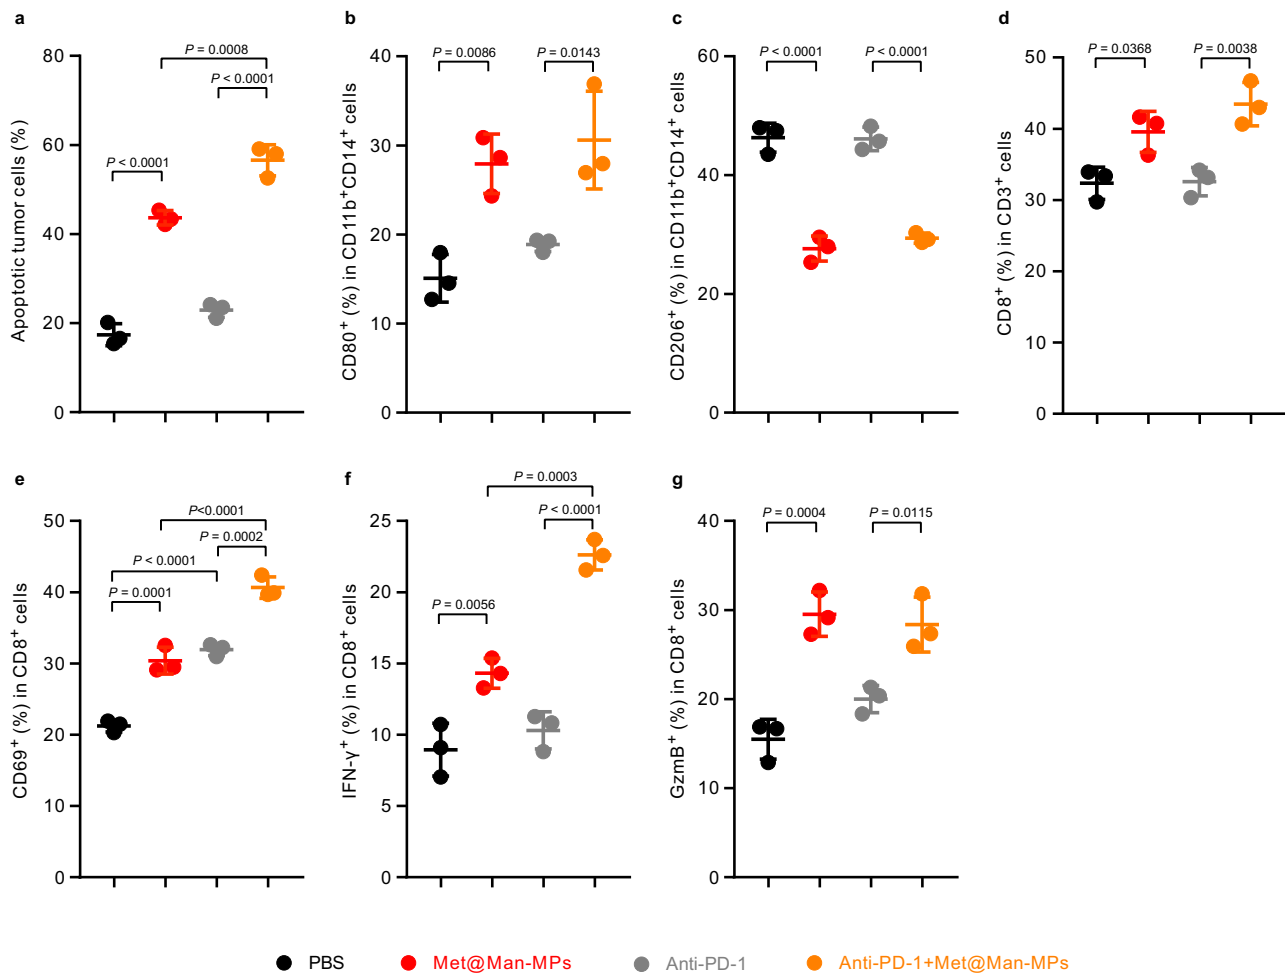 a
b
c
d
P = 0.0008
P < 0.0001
P < 0.0001
80
60
40
20
0
Apoptotic tumor cells (%)
P = 0.0086
P = 0.0143
40
30
20
10
0
CD80⁺ (%) in CD11b⁺CD14⁺ cells
P < 0.0001
P < 0.0001
60
40
20
0
CD206⁺ (%) in CD11b⁺CD14⁺ cells
P = 0.0368
P = 0.0038
50
40
30
20
10
0
CD8⁺ (%) in CD3⁺ cells
e
f
g
P<0.0001
P = 0.0002
P < 0.0001
P = 0.0001
50
40
30
20
10
0
CD69⁺ (%) in CD8⁺ cells
P = 0.0003
P < 0.0001
P = 0.0056
25
20
15
10
5
0
IFN-γ⁺ (%) in CD8⁺ cells
P = 0.0004
P = 0.0115
40
30
20
10
0
GzmB⁺ (%) in CD8⁺ cells
PBS
Met@Man-MPs
Anti-PD-1
Anti-PD-1+Met@Man-MPs